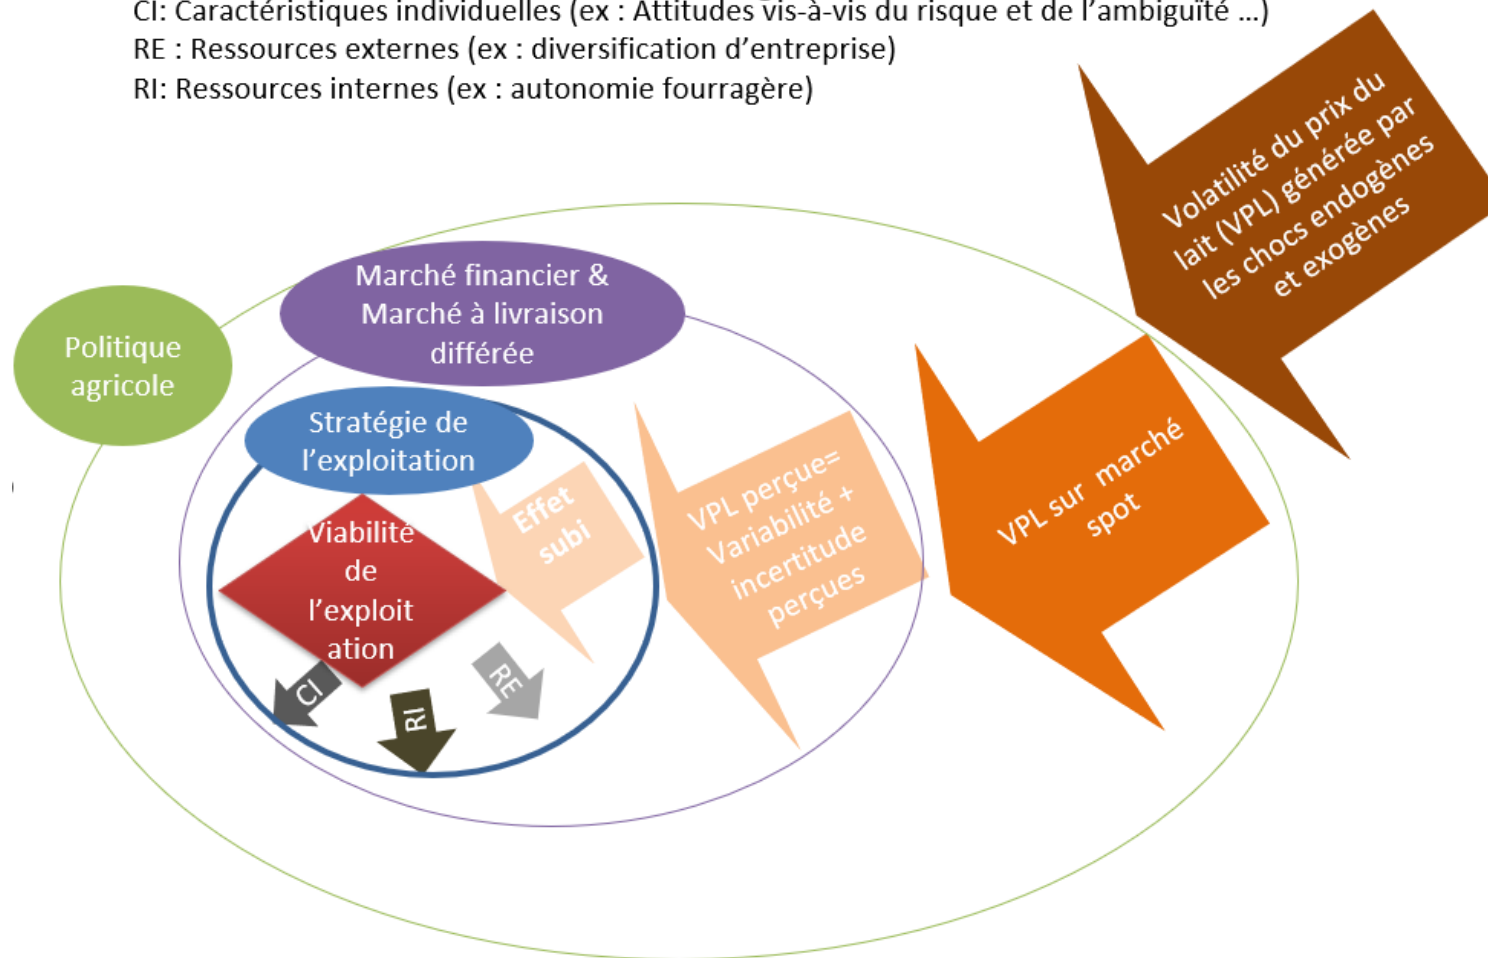 CI: Caractéristiques individuelles (ex : Attitudes vis-à-vis du risque et de l’ambiguïté ...)
RE : Ressources externes (ex : diversification d’entreprise)
RI: Ressources internes (ex : autonomie fourragère)
Volatilité du prix du
lait (VPL) générée par
les chocs endogènes
et exogènes
Marché financier &
Marché à livraison
différée
Politique
agricole
Stratégie de
l’exploitation
VPL sur marché
spot
VPL perçue=
Variabilité +
incertitude
perçues
Effet
subi
Viabilité
de
l’exploit
ation
CI
RI
RE